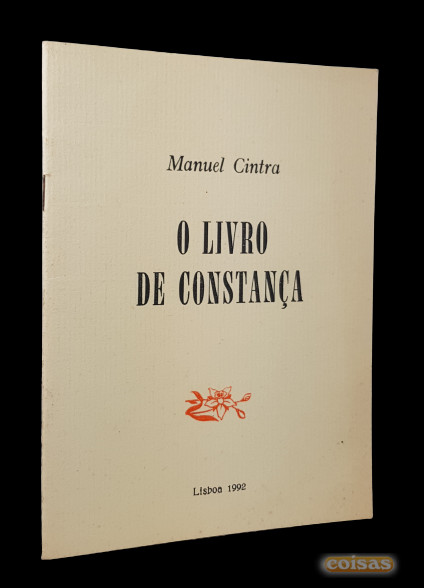 Manuel Cintra
O LIVRO
DE CONSTANÇA
Lisboa 1992
coisas